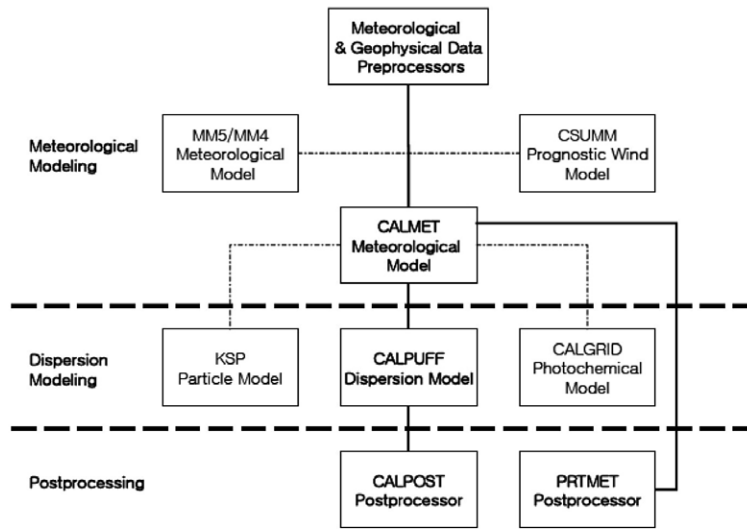 Meteorological
& Geophysical Data
Preprocessors
Meteorological
Modeling
MM5/MM4
Meteorological
Model
CSUMM
Prognostic Wind
Model
CALMET
Meteorological
Model
Dispersion
Modeling
KSP
Particle Model
CALPUFF
Dispersion Model
CALGRID
Photochemical
Model
Postprocessing
CALPOST
Postprocessor
PRTMET
Postprocessor